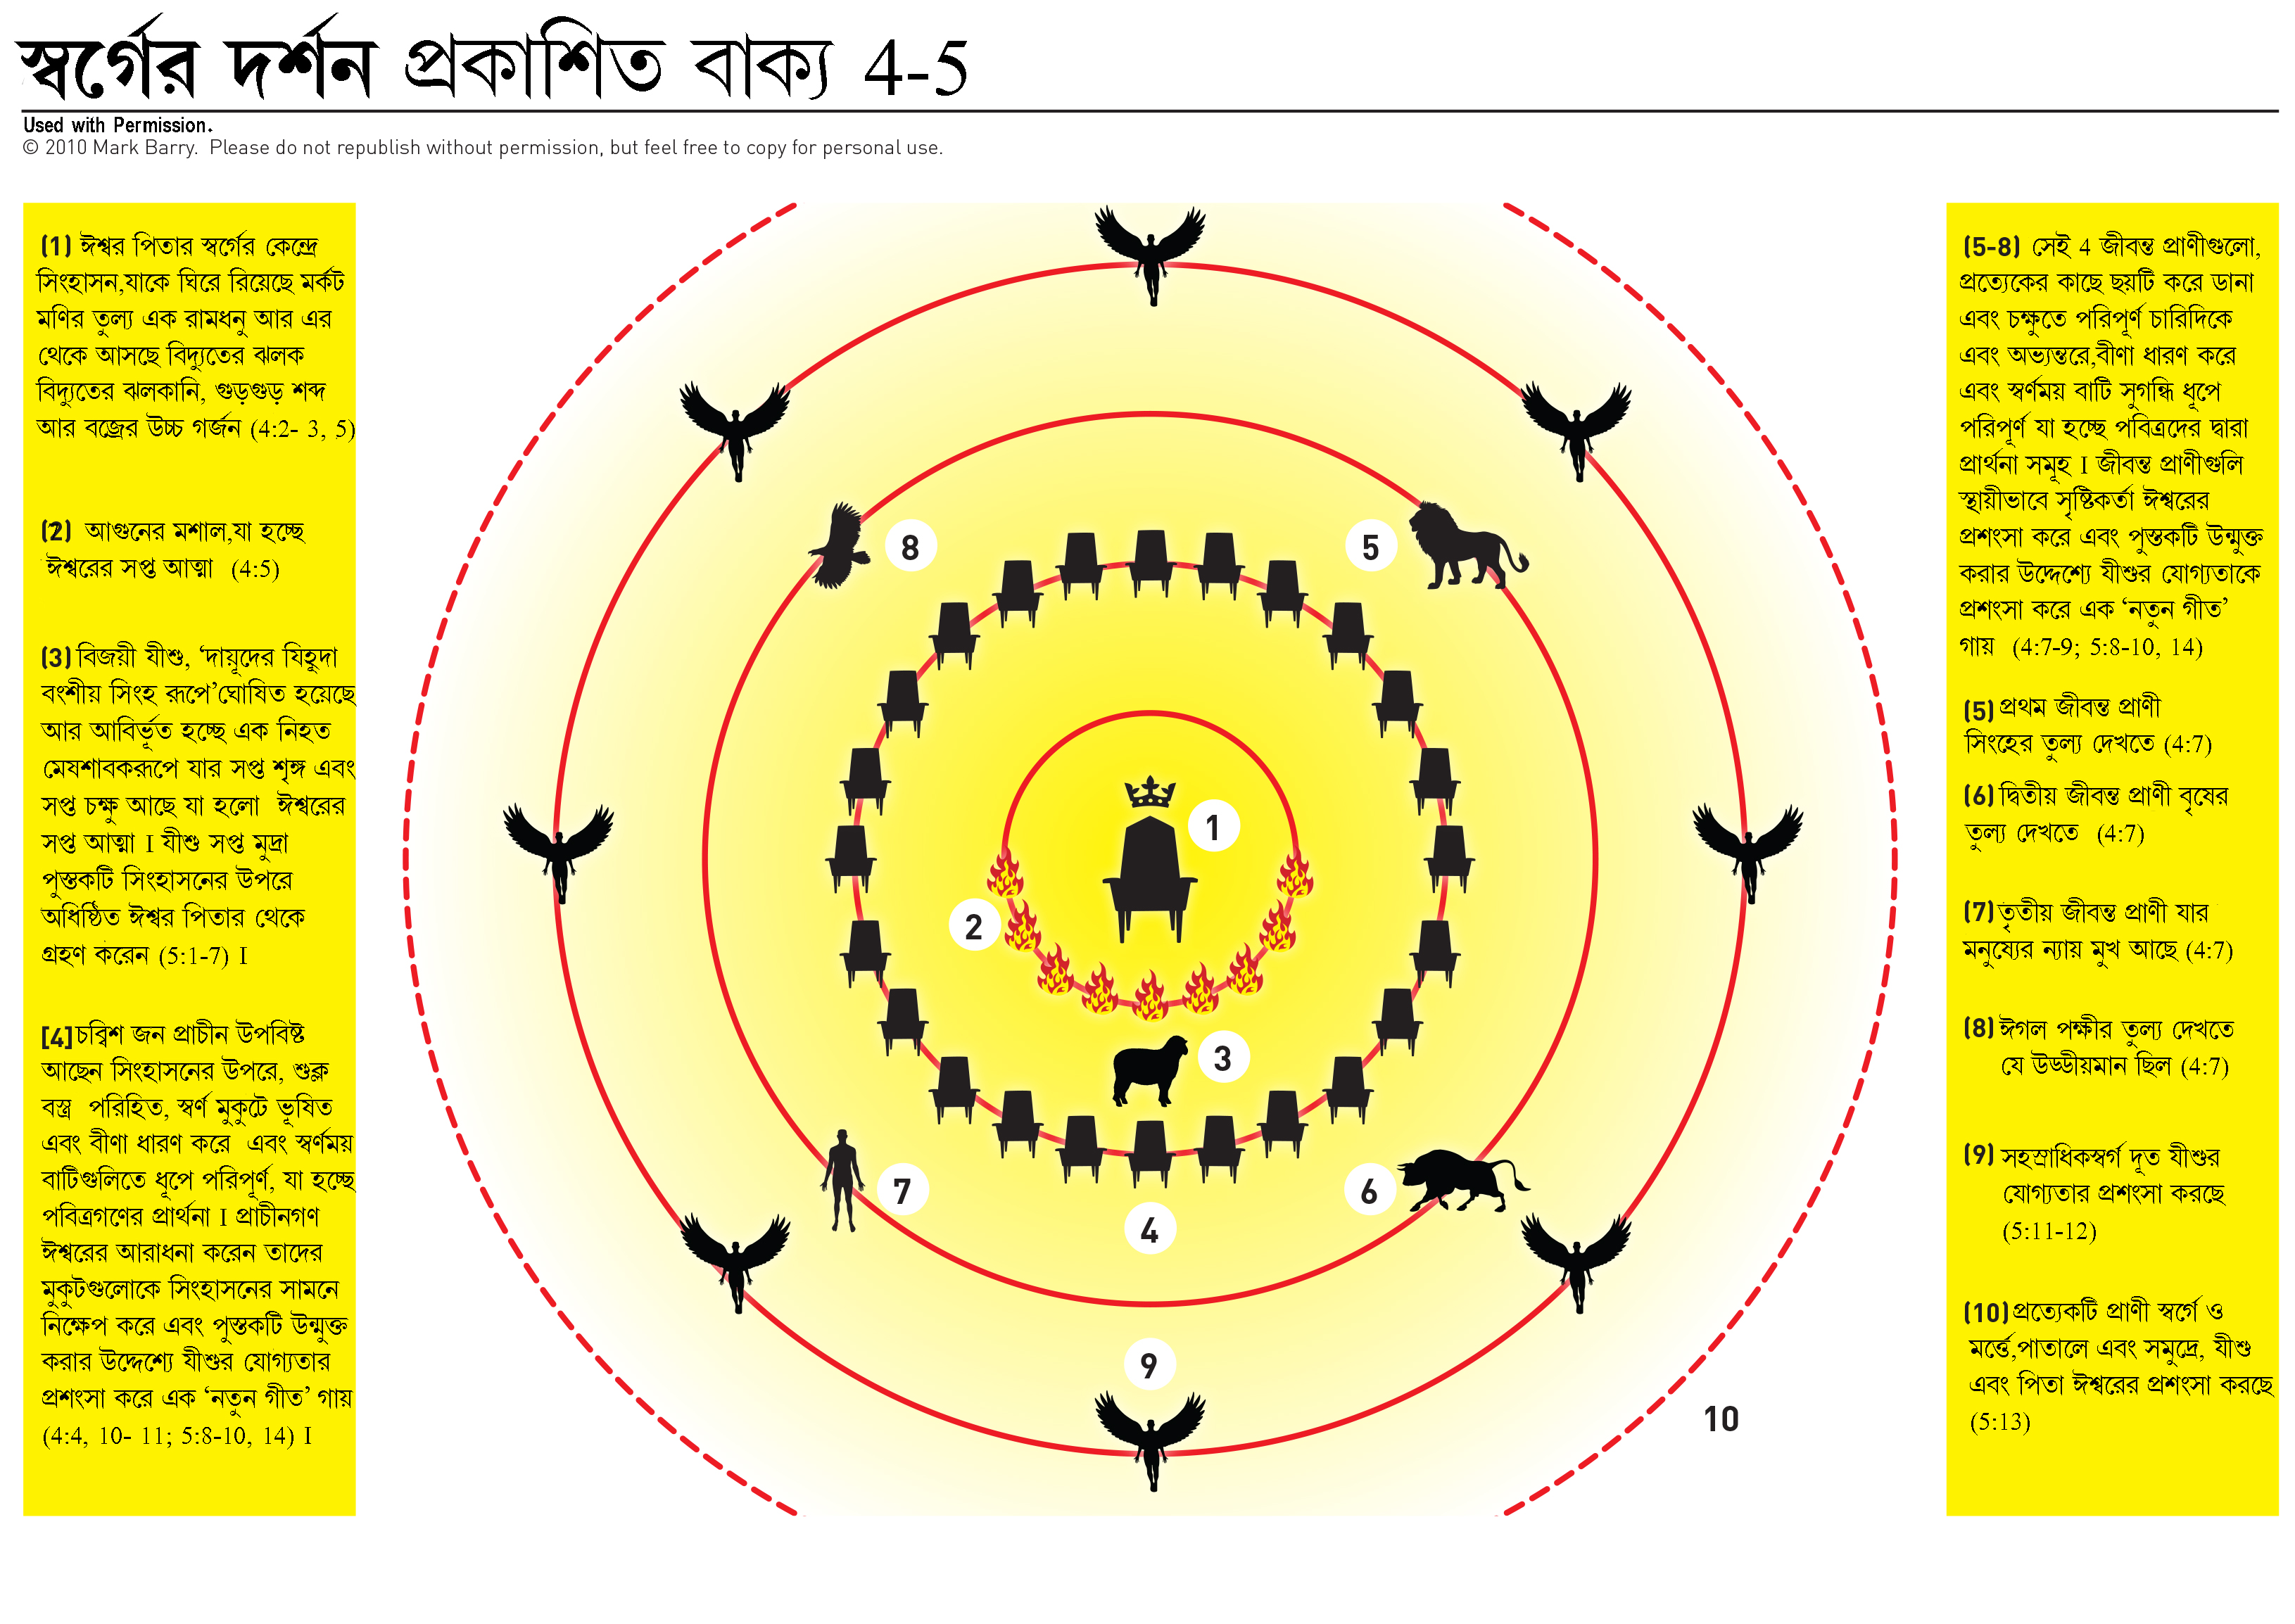 স্বর্গের দর্শন প্রকাশিত বাক্য 4-5
Used with Permission.
© 2010 Mark Barry. Please do not republish without permission, but feel free to copy for personal use.
(1) ঈশ্বর পিতার স্বর্গের কেন্দ্রে
সিংহাসন,যাকে ঘিরে রিয়েছে মর্কট
মণির তুল্য এক রামধনু আর এর
থেকে আসছে বিদ্যুতের ঝলক
বিদ্যুতের ঝলকানি, গুড়গুড় শব্দ
আর বজ্রের উচ্চ গর্জন (4:2- 3, 5)
(2) আগুনের মশাল,যা হচ্ছে
ঈশ্বরের সপ্ত আত্মা (4:5)
(3) বিজয়ী যীশু, ‘দায়ূদের যিহূদা
বংশীয় সিংহ রূপে’ঘোষিত হয়েছে
আর আবির্ভূত হচ্ছে এক নিহত
মেষশাবকরূপে যার সপ্ত শৃঙ্গ এবং
সপ্ত চক্ষু আছে যা হলো ঈশ্বরের
সপ্ত আত্মা I যীশু সপ্ত মুদ্রা
পুস্তকটি সিংহাসনের উপরে
অধিষ্ঠিত ঈশ্বর পিতার থেকে
গ্রহণ করেন (5:1-7) I
[4]চব্বিশ জন প্রাচীন উপবিষ্ট
আছেন সিংহাসনের উপরে, শুক্ল
বস্ত্র পরিহিত, স্বর্ণ মুকুটে ভূষিত
এবং বীণা ধারণ করে এবং স্বর্ণময়
বাটিগুলিতে ধূপে পরিপূর্ণ, যা হচ্ছে
পবিত্রগণের প্রার্থনা I প্রাচীনগণ
ঈশ্বরের আরাধনা করেন তাদের
মুকুটগুলোকে সিংহাসনের সামনে
নিক্ষেপ করে এবং পুস্তকটি উন্মুক্ত
করার উদ্দেশ্যে যীশুর যোগ্যতার
প্রশংসা করে এক ‘নতুন গীত’ গায়
(4:4, 10- 11; 5:8-10, 14) I
8
5
1
2
3
7
6
4
9
10
(5-8) সেই 4 জীবন্ত প্রাণীগুলো,
প্রত্যেকের কাছে ছয়টি করে ডানা
এবং চক্ষুতে পরিপূর্ণ চারিদিকে
এবং অভ্যন্তরে,বীণা ধারণ করে
এবং স্বর্ণময় বাটি সুগন্ধি ধূপে
পরিপূর্ণ যা হচ্ছে পবিত্রদের দ্বারা
প্রার্থনা সমূহ I জীবন্ত প্রাণীগুলি
স্থায়ীভাবে সৃষ্টিকর্তা ঈশ্বরের
প্রশংসা করে এবং পুস্তকটি উন্মুক্ত
করার উদ্দেশ্যে যীশুর যোগ্যতাকে
প্রশংসা করে এক ‘নতুন গীত’
গায় (4:7-9; 5:8-10, 14)
(5) প্রথম জীবন্ত প্রাণী
সিংহের তুল্য দেখতে (4:7)
(6) দ্বিতীয় জীবন্ত প্রাণী বৃষের
তুল্য দেখতে (4:7)
(7) তৃতীয় জীবন্ত প্রাণী যার
মনুষ্যের ন্যায় মুখ আছে (4:7)
(8) ঈগল পক্ষীর তুল্য দেখতে
যে উড্ডীয়মান ছিল (4:7)
(9) সহস্রাধিকস্বর্গ দূত যীশুর
যোগ্যতার প্রশংসা করছে
(5:11-12)
(10)প্রত্যেকটি প্রাণী স্বর্গে ও
মর্ত্তে,পাতালে এবং সমুদ্রে, যীশু
এবং পিতা ঈশ্বরের প্রশংসা করছে
(5:13)